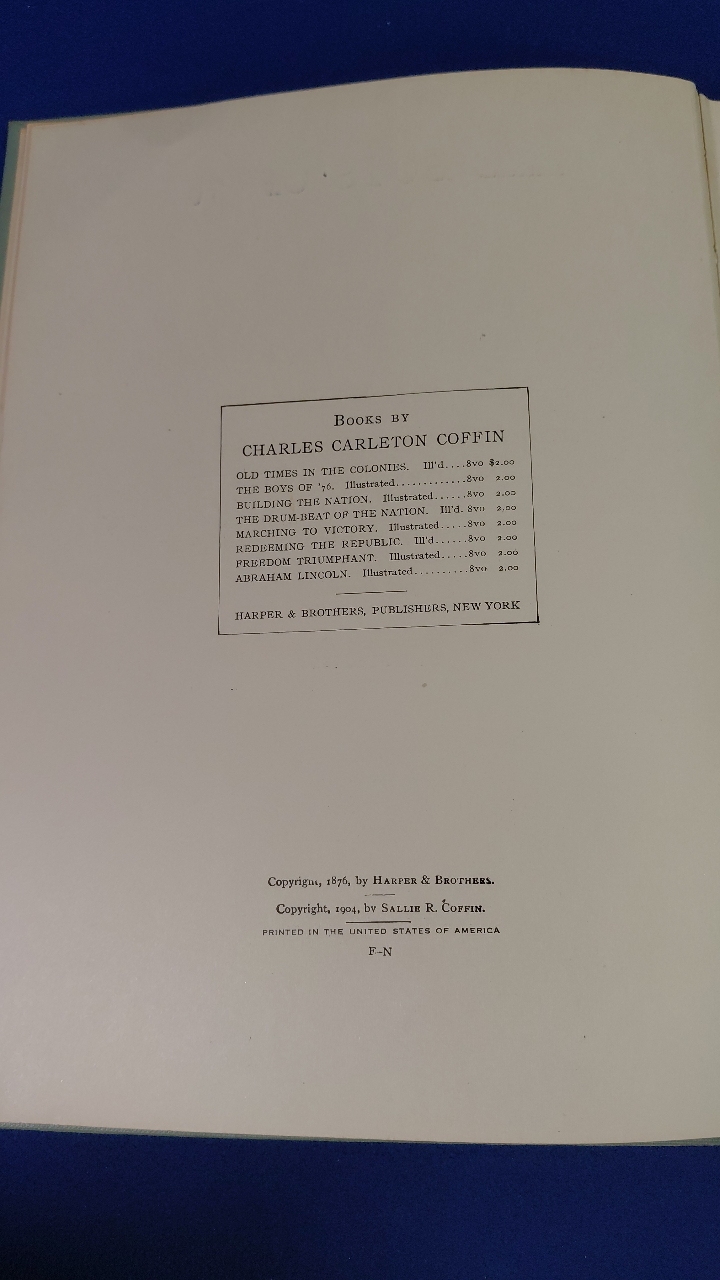 BOOKS BY
CHARLES CARLETON COFFIN
OLD TIMES IN THE COLONIES. Ill'd....8vo $2.00
THE BOYS OF '76. Illustrated............8vo 2.00
BUILDING THE NATION. Illustrated......8vo 2.00
THE DRUM-BEAT OF THE NATION. Ill'd. 8vo 2.00
MARCHING TO VICTORY. Illustrated.....8vo 2.00
REDEEMING THE REPUBLIC. Ill'd......8vo 2.00
FREEDOM TRIUMPHANT. Illustrated.....8vo 2.00
ABRAHAM LINCOLN. Illustrated..........8vo 2.00
HARPER & BROTHERS, PUBLISHERS, NEW YORK
Copyright, 1876, by HARPER & BROTHERS.
Copyright, 1904, by SALLIE R. COFFIN.
PRINTED IN THE UNITED STATES OF AMERICA
F-N